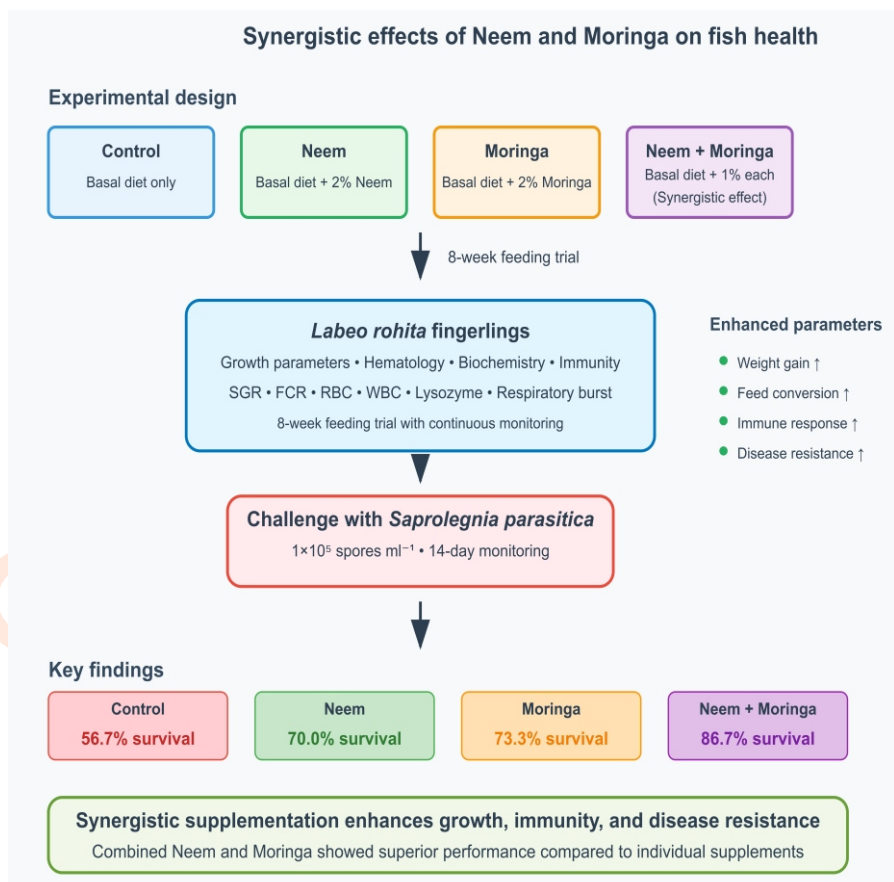 Synergistic effects of Neem and Moringa on fish health
Experimental design
Control
Basal diet only
Neem
Basal diet + 2% Neem
Moringa
Basal diet + 2% Moringa
Neem + Moringa
Basal diet + 1% each
(Synergistic effect)
8-week feeding trial
Labeo rohita fingerlings
Growth parameters • Hematology • Biochemistry • Immunity
SGR • FCR • RBC • WBC • Lysozyme • Respiratory burst
8-week feeding trial with continuous monitoring
Enhanced parameters
● Weight gain ↑
● Feed conversion ↑
● Immune response ↑
● Disease resistance ↑
Challenge with Saprolegnia parasitica
1×10⁵ spores ml⁻¹ • 14-day monitoring
Key findings
Control
56.7% survival
Neem
70.0% survival
Moringa
73.3% survival
Neem + Moringa
86.7% survival
Synergistic supplementation enhances growth, immunity, and disease resistance
Combined Neem and Moringa showed superior performance compared to individual supplements